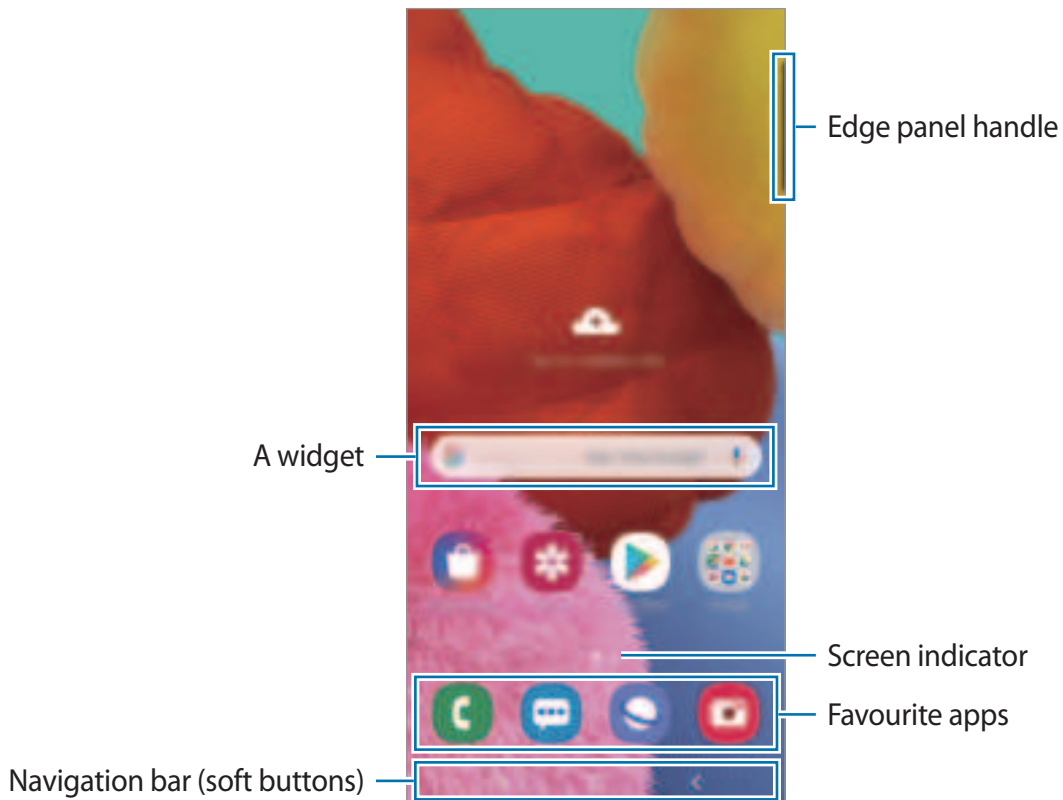 Edge panel handle
A widget
Screen indicator
Favourite apps
Navigation bar (soft buttons)